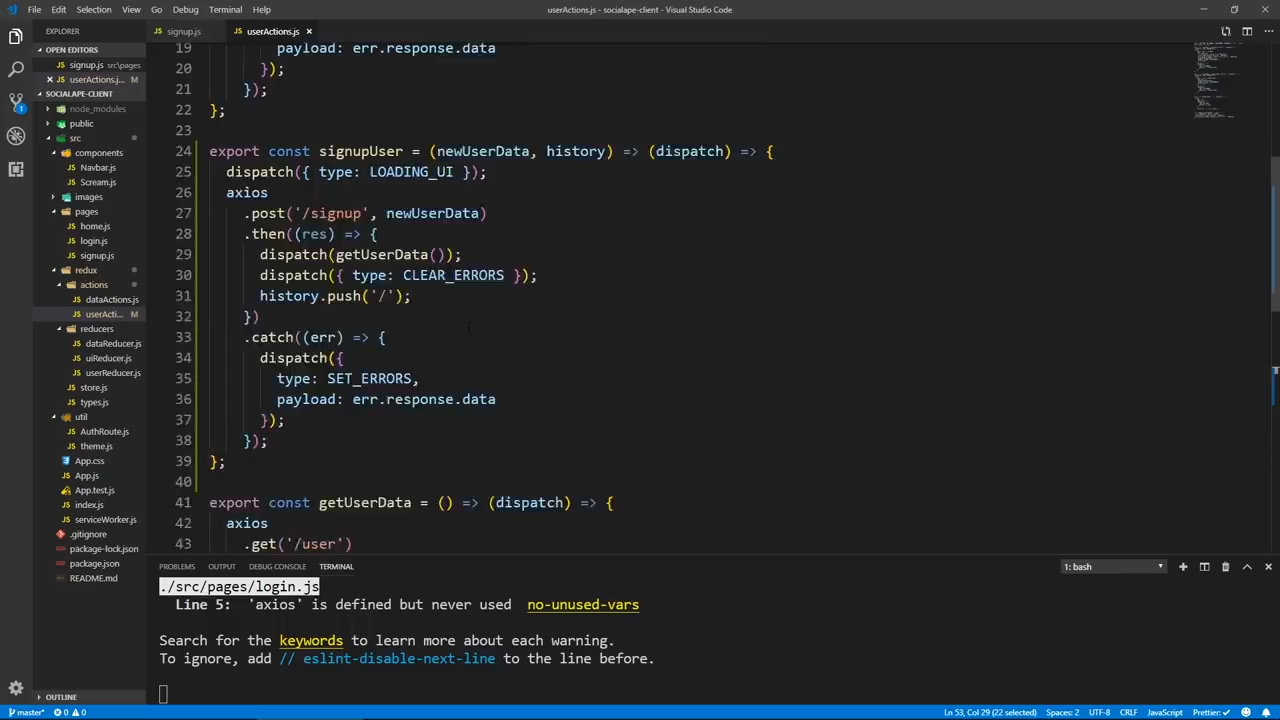 File Edit Selection View Go Debug Terminal Help
userActions.js - socialape-client - Visual Studio Code
EXPLORER
OPEN EDITORS
signup.js src\pages
userActions.j... M
SOCIALAPE-CLIENT
node_modules
public
src
components
Navbar.js
Scream.js
images
pages
home.js
login.js
signup.js
redux
actions
dataActions.js
userActi... M
reducers
dataReducer.js
uiReducer.js
userReducer.js
store.js
types.js
util
AuthRoute.js
theme.js
App.css
App.js
App.test.js
index.js
serviceWorker.js
.gitignore
package-lock.json
package.json
README.md
OUTLINE
signup.js userActions.js
19 payload: err.response.data
20 });
21 });
22 };
23
24 export const signupUser = (newUserData, history) => (dispatch) => {
25 dispatch({ type: LOADING_UI });
26 axios
27 .post('/signup', newUserData)
28 .then((res) => {
29 dispatch(getUserData());
30 dispatch({ type: CLEAR_ERRORS });
31 history.push('/');
32 })
33 .catch((err) => {
34 dispatch({
35 type: SET_ERRORS,
36 payload: err.response.data
37 });
38 });
39 };
40
41 export const getUserData = () => (dispatch) => {
42 axios
43 .get('/user')
PROBLEMS OUTPUT DEBUG CONSOLE TERMINAL 1: bash
./src/pages/login.js
Line 5: 'axios' is defined but never used no-unused-vars
Search for the keywords to learn more about each warning.
To ignore, add // eslint-disable-next-line to the line before.
master* 0 0 Ln 53, Col 29 (22 selected) Spaces: 2 UTF-8 CRLF JavaScript Prettier: ✓